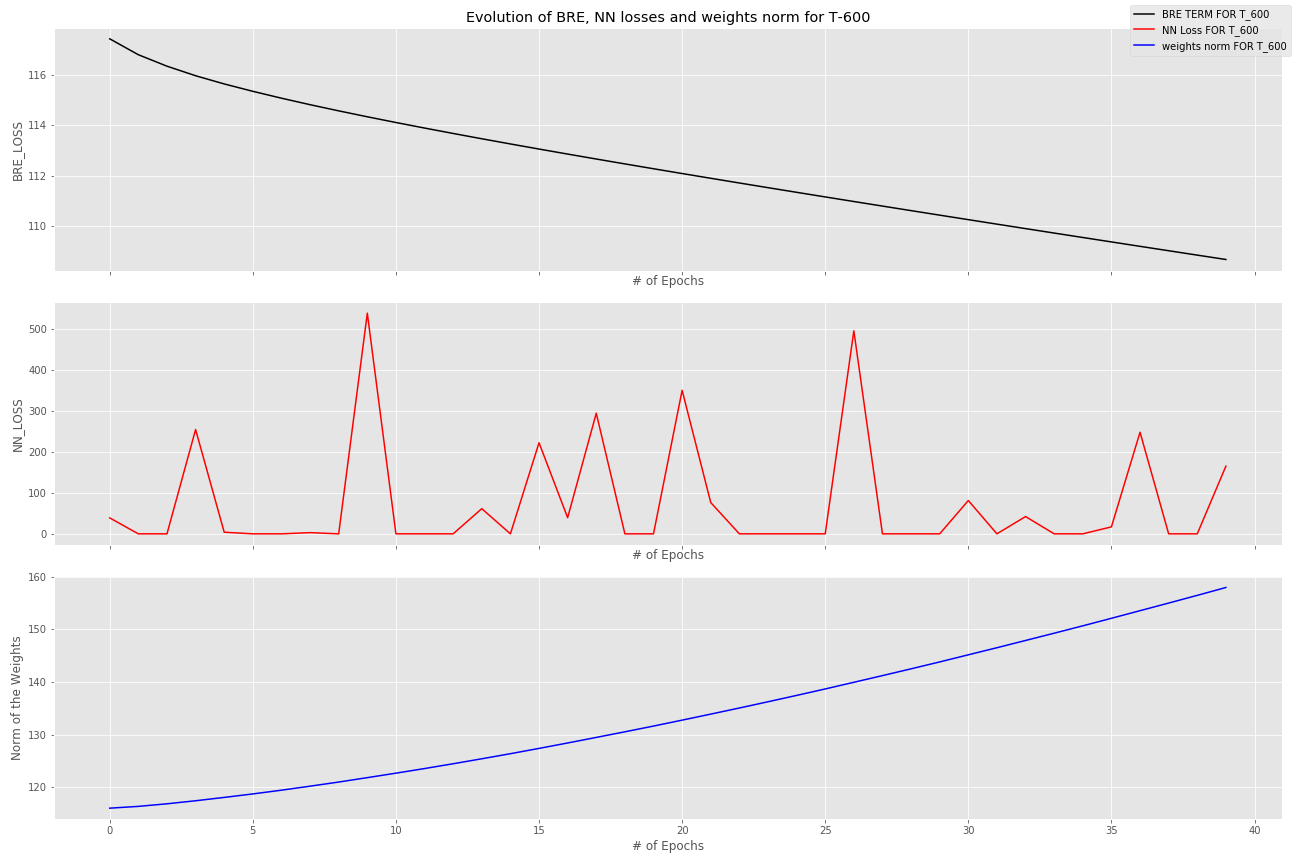 Evolution of BRE, NN losses and weights norm for T-600
BRE TERM FOR T_600
NN Loss FOR T_600
weights norm FOR T_600
BRE_LOSS
116
114
112
110
# of Epochs
NN_LOSS
500
400
300
200
100
0
# of Epochs
Norm of the Weights
160
150
140
130
120
0 5 10 15 20 25 30 35 40
# of Epochs